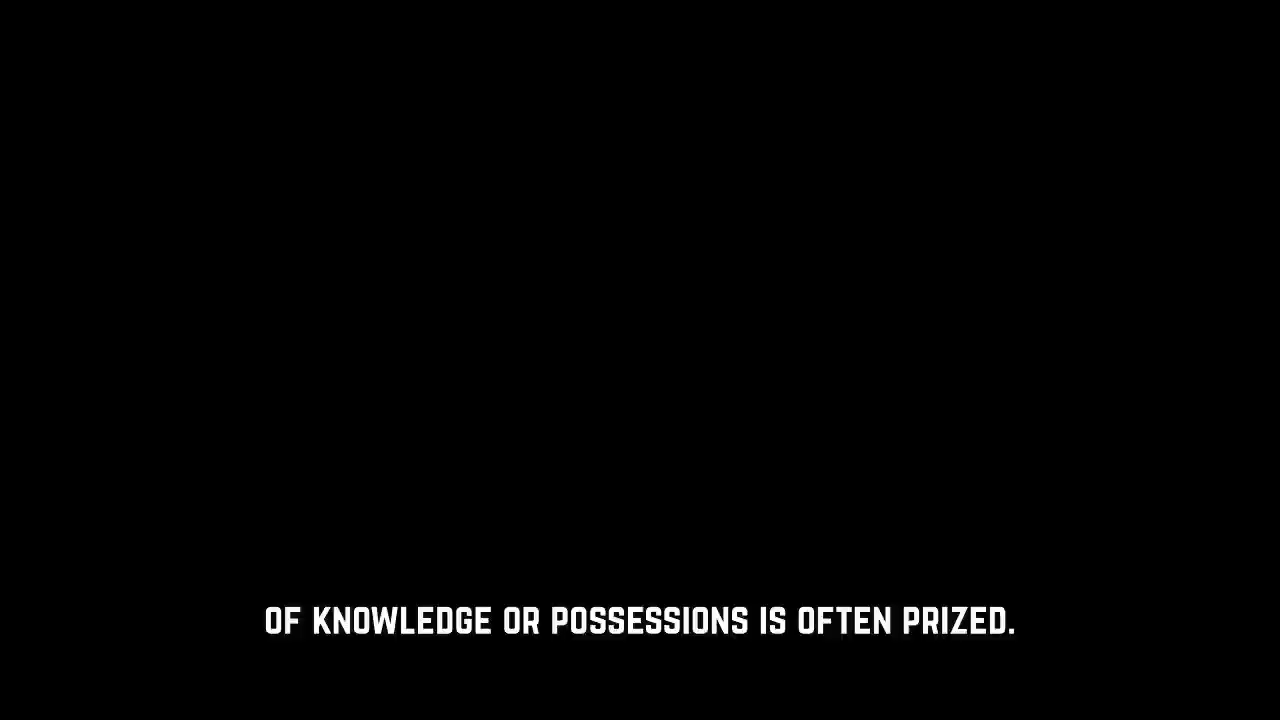 OF KNOWLEDGE OR POSSESSIONS IS OFTEN PRIZED.